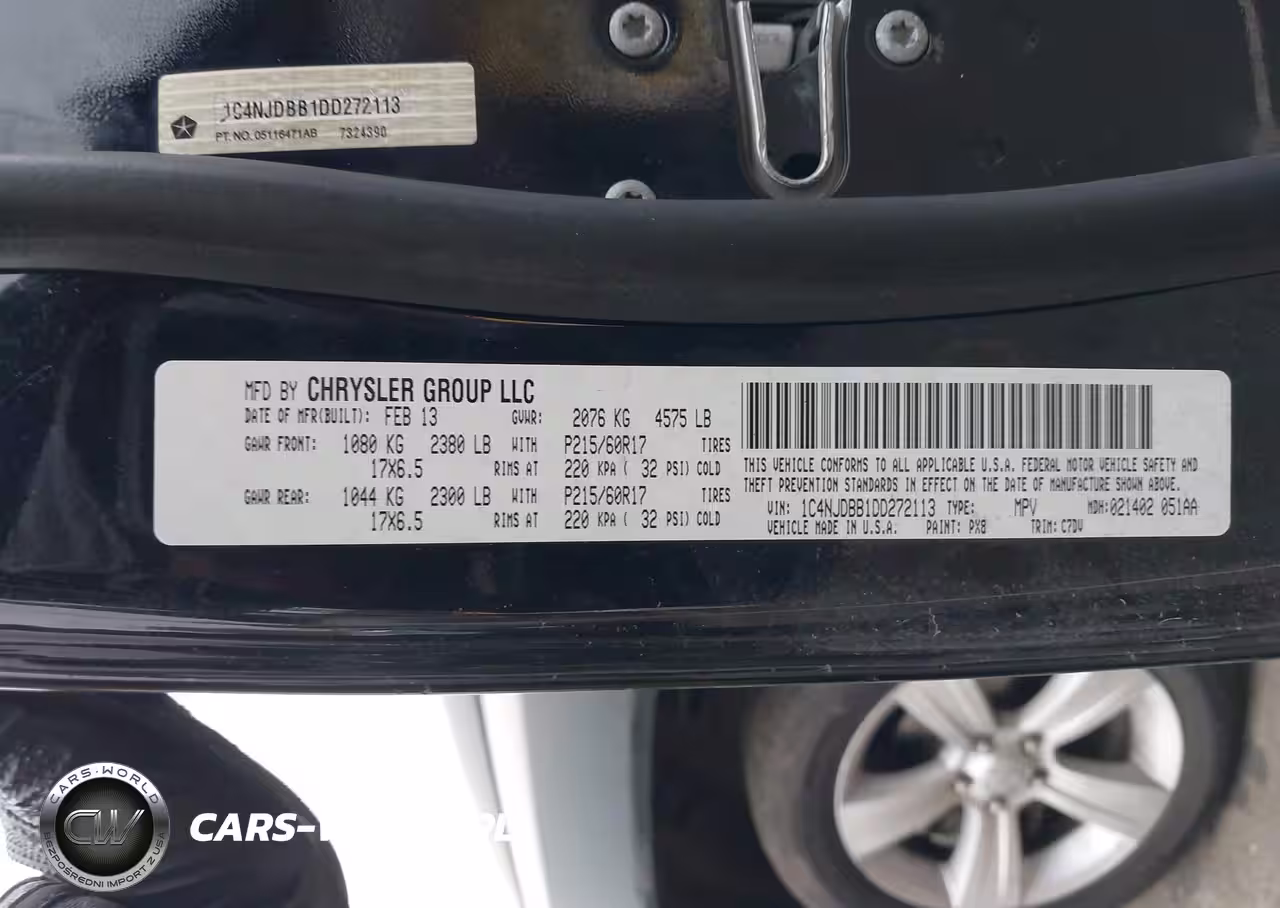 1C4NJDBB1DD272113
PT. NO. 05116471AB 7324390
MFD BY CHRYSLER GROUP LLC
DATE OF MFR(BUILT): FEB 13 GVWR: 2076 KG 4575 LB
GAWR FRONT: 1080 KG 2380 LB WITH P215/60R17 TIRES
17X6.5 RIMS AT 220 KPA ( 32 PSI) COLD
GAWR REAR: 1044 KG 2300 LB WITH P215/60R17 TIRES
17X6.5 RIMS AT 220 KPA ( 32 PSI) COLD
THIS VEHICLE CONFORMS TO ALL APPLICABLE U.S.A. FEDERAL MOTOR VEHICLE SAFETY AND
THEFT PREVENTION STANDARDS IN EFFECT ON THE DATE OF MANUFACTURE SHOWN ABOVE.
VIN: 1C4NJDBB1DD272113 TYPE: MPV MDH:021402 051AA
VEHICLE MADE IN U.S.A. PAINT: PX8 TRIM: C7DV
CARS-WORLD
CW
BEZPOŚREDNI IMPORT Z USA
CARS-W